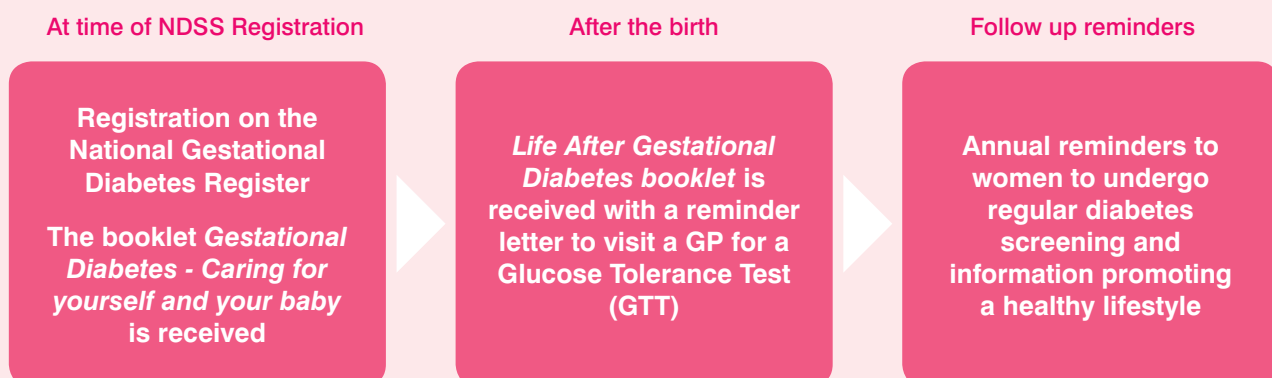 At time of NDSS Registration
Registration on the
National Gestational
Diabetes Register
The booklet Gestational
Diabetes - Caring for
yourself and your baby
is received
After the birth
Life After Gestational
Diabetes booklet is
received with a reminder
letter to visit a GP for a
Glucose Tolerance Test
(GTT)
Follow up reminders
Annual reminders to
women to undergo
regular diabetes
screening and
information promoting
a healthy lifestyle